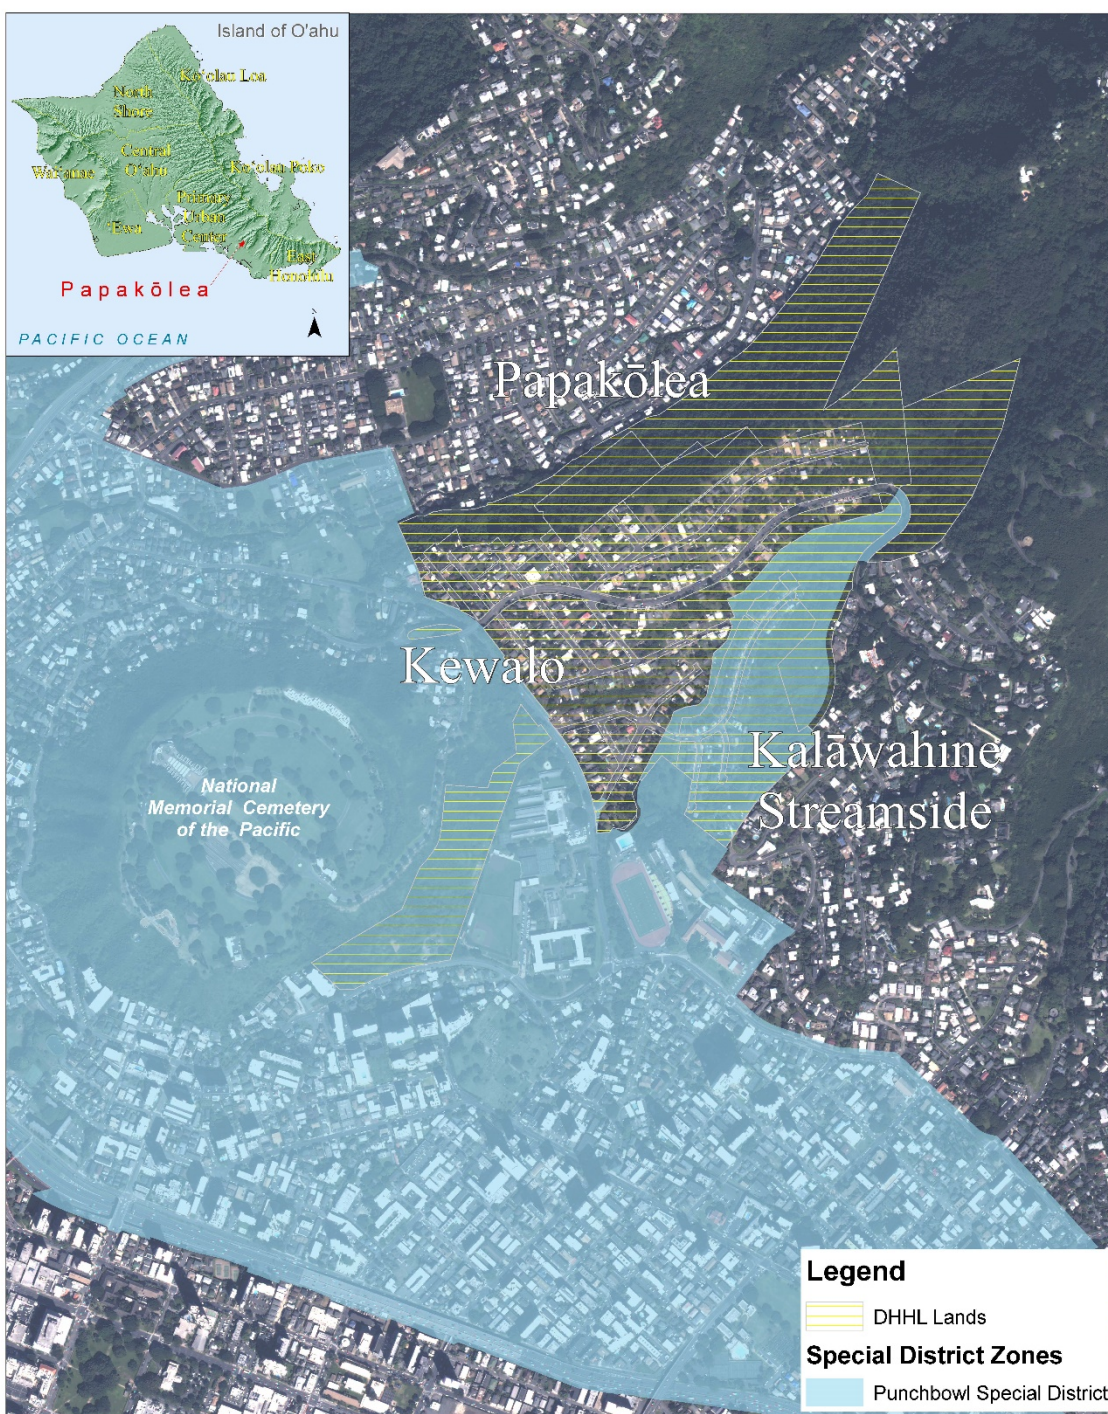 Island of O'ahu
Ko'olau Loa
North
Shore
Central
O'ahu
Wai'anae
Ko'olau Poko
Primary
Urban
Center
'Ewa
East
Honolulu
Papakōlea
N
PACIFIC OCEAN
Papakōlea
Kewalo
Kalāwahine
Streamside
National
Memorial Cemetery
of the Pacific
Legend
DHHL Lands
Special District Zones
Punchbowl Special District